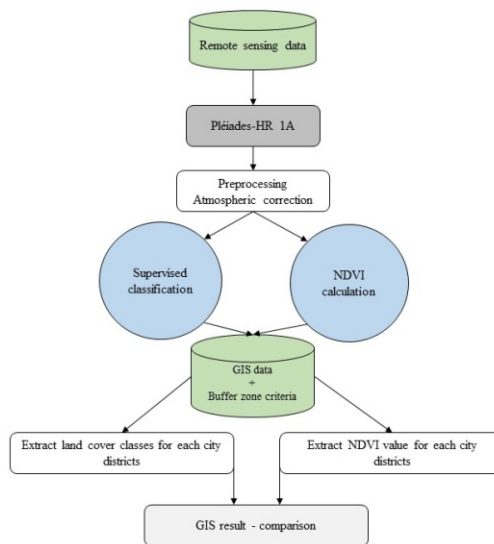 Remote sensing data
Pléiades-HR 1A
Preprocessing
Atmospheric correction
Supervised
classification
NDVI
calculation
GIS data
+
Buffer zone criteria
Extract land cover classes for each city
districts
Extract NDVI value for each city
districts
GIS result - comparison